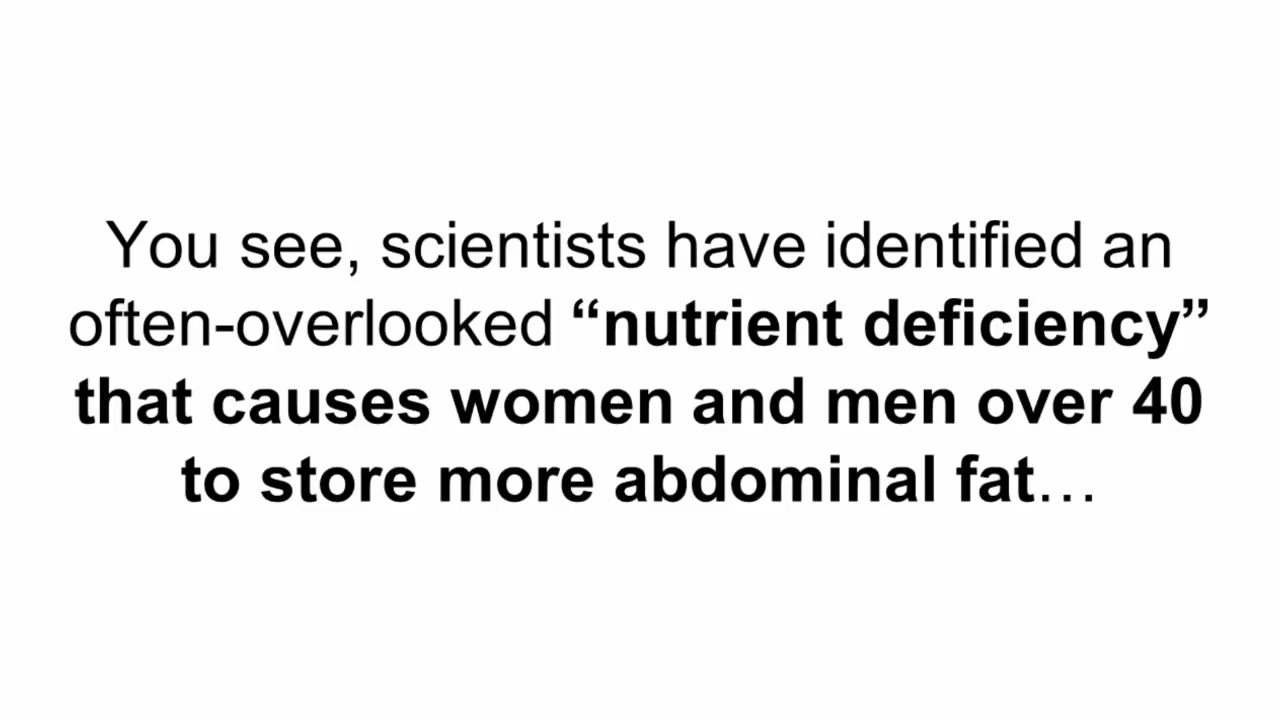 You see, scientists have identified an
often-overlooked “nutrient deficiency”
that causes women and men over 40
to store more abdominal fat…